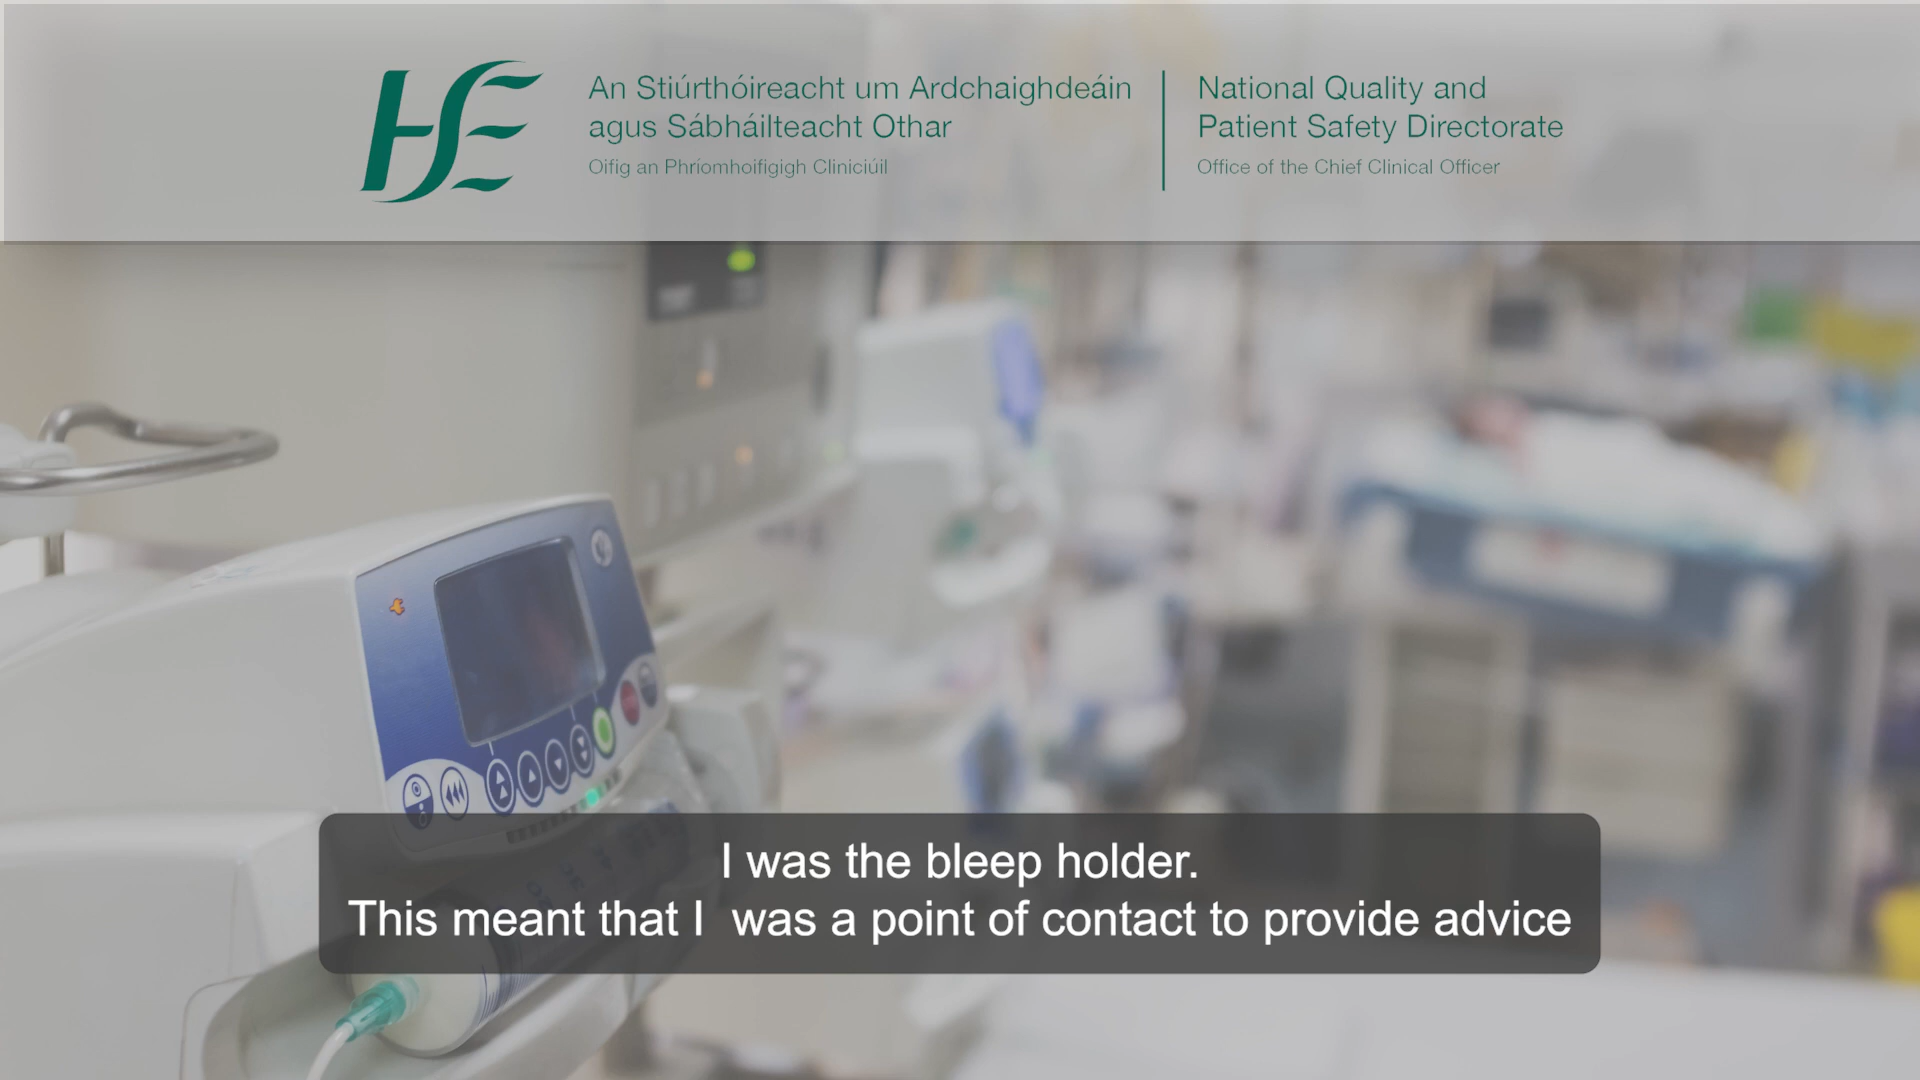 HSE
An Stiúrthóireacht um Ardchaighdeáin
agus Sábháilteacht Othar
Oifig an Phríomhoifigigh Cliniciúil
National Quality and
Patient Safety Directorate
Office of the Chief Clinical Officer
I was the bleep holder.
This meant that I  was a point of contact to provide advice